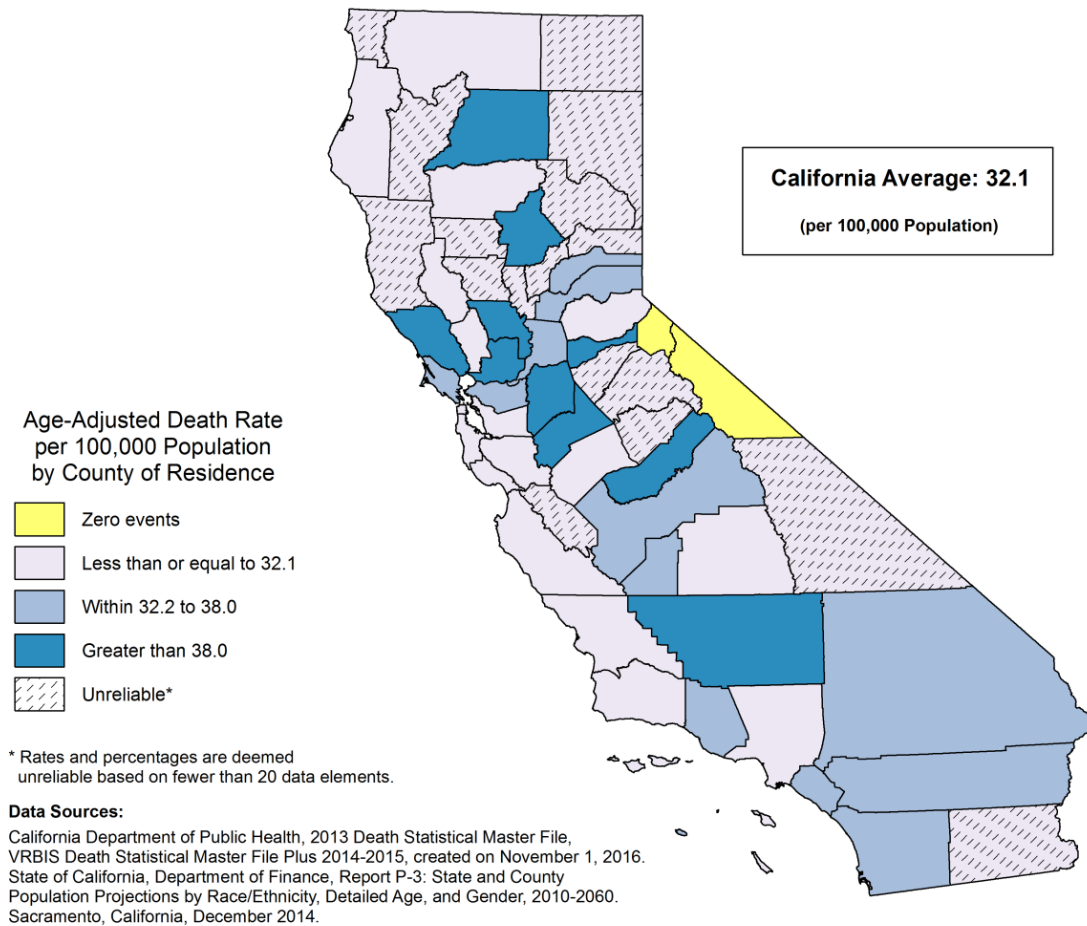 California Average: 32.1
(per 100,000 Population)
Age-Adjusted Death Rate
per 100,000 Population
by County of Residence
Zero events
Less than or equal to 32.1
Within 32.2 to 38.0
Greater than 38.0
Unreliable*
* Rates and percentages are deemed
unreliable based on fewer than 20 data elements.
Data Sources:
California Department of Public Health, 2013 Death Statistical Master File,
VRBIS Death Statistical Master File Plus 2014-2015, created on November 1, 2016.
State of California, Department of Finance, Report P-3: State and County
Population Projections by Race/Ethnicity, Detailed Age, and Gender, 2010-2060.
Sacramento, California, December 2014.